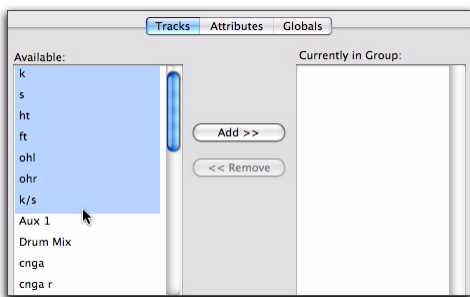 Tracks Attributes Globals
Available:
k
s
ht
ft
ohl
ohr
k/s
Aux 1
Drum Mix
cnga
cnga r
Add >>
<< Remove
Currently in Group: